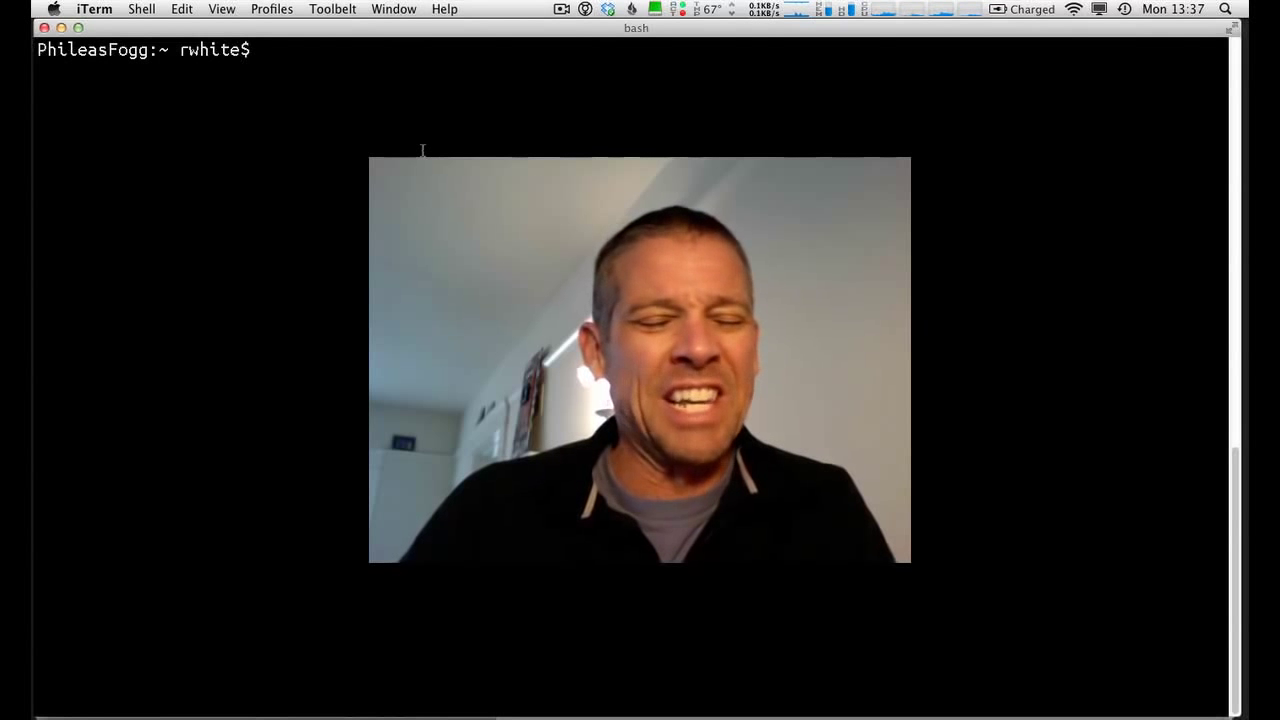 iTerm Shell Edit View Profiles Toolbelt Window Help 67° 0.1KB/s 0.1KB/s Charged Mon 13:37
bash
PhileasFogg:~ rwhite$